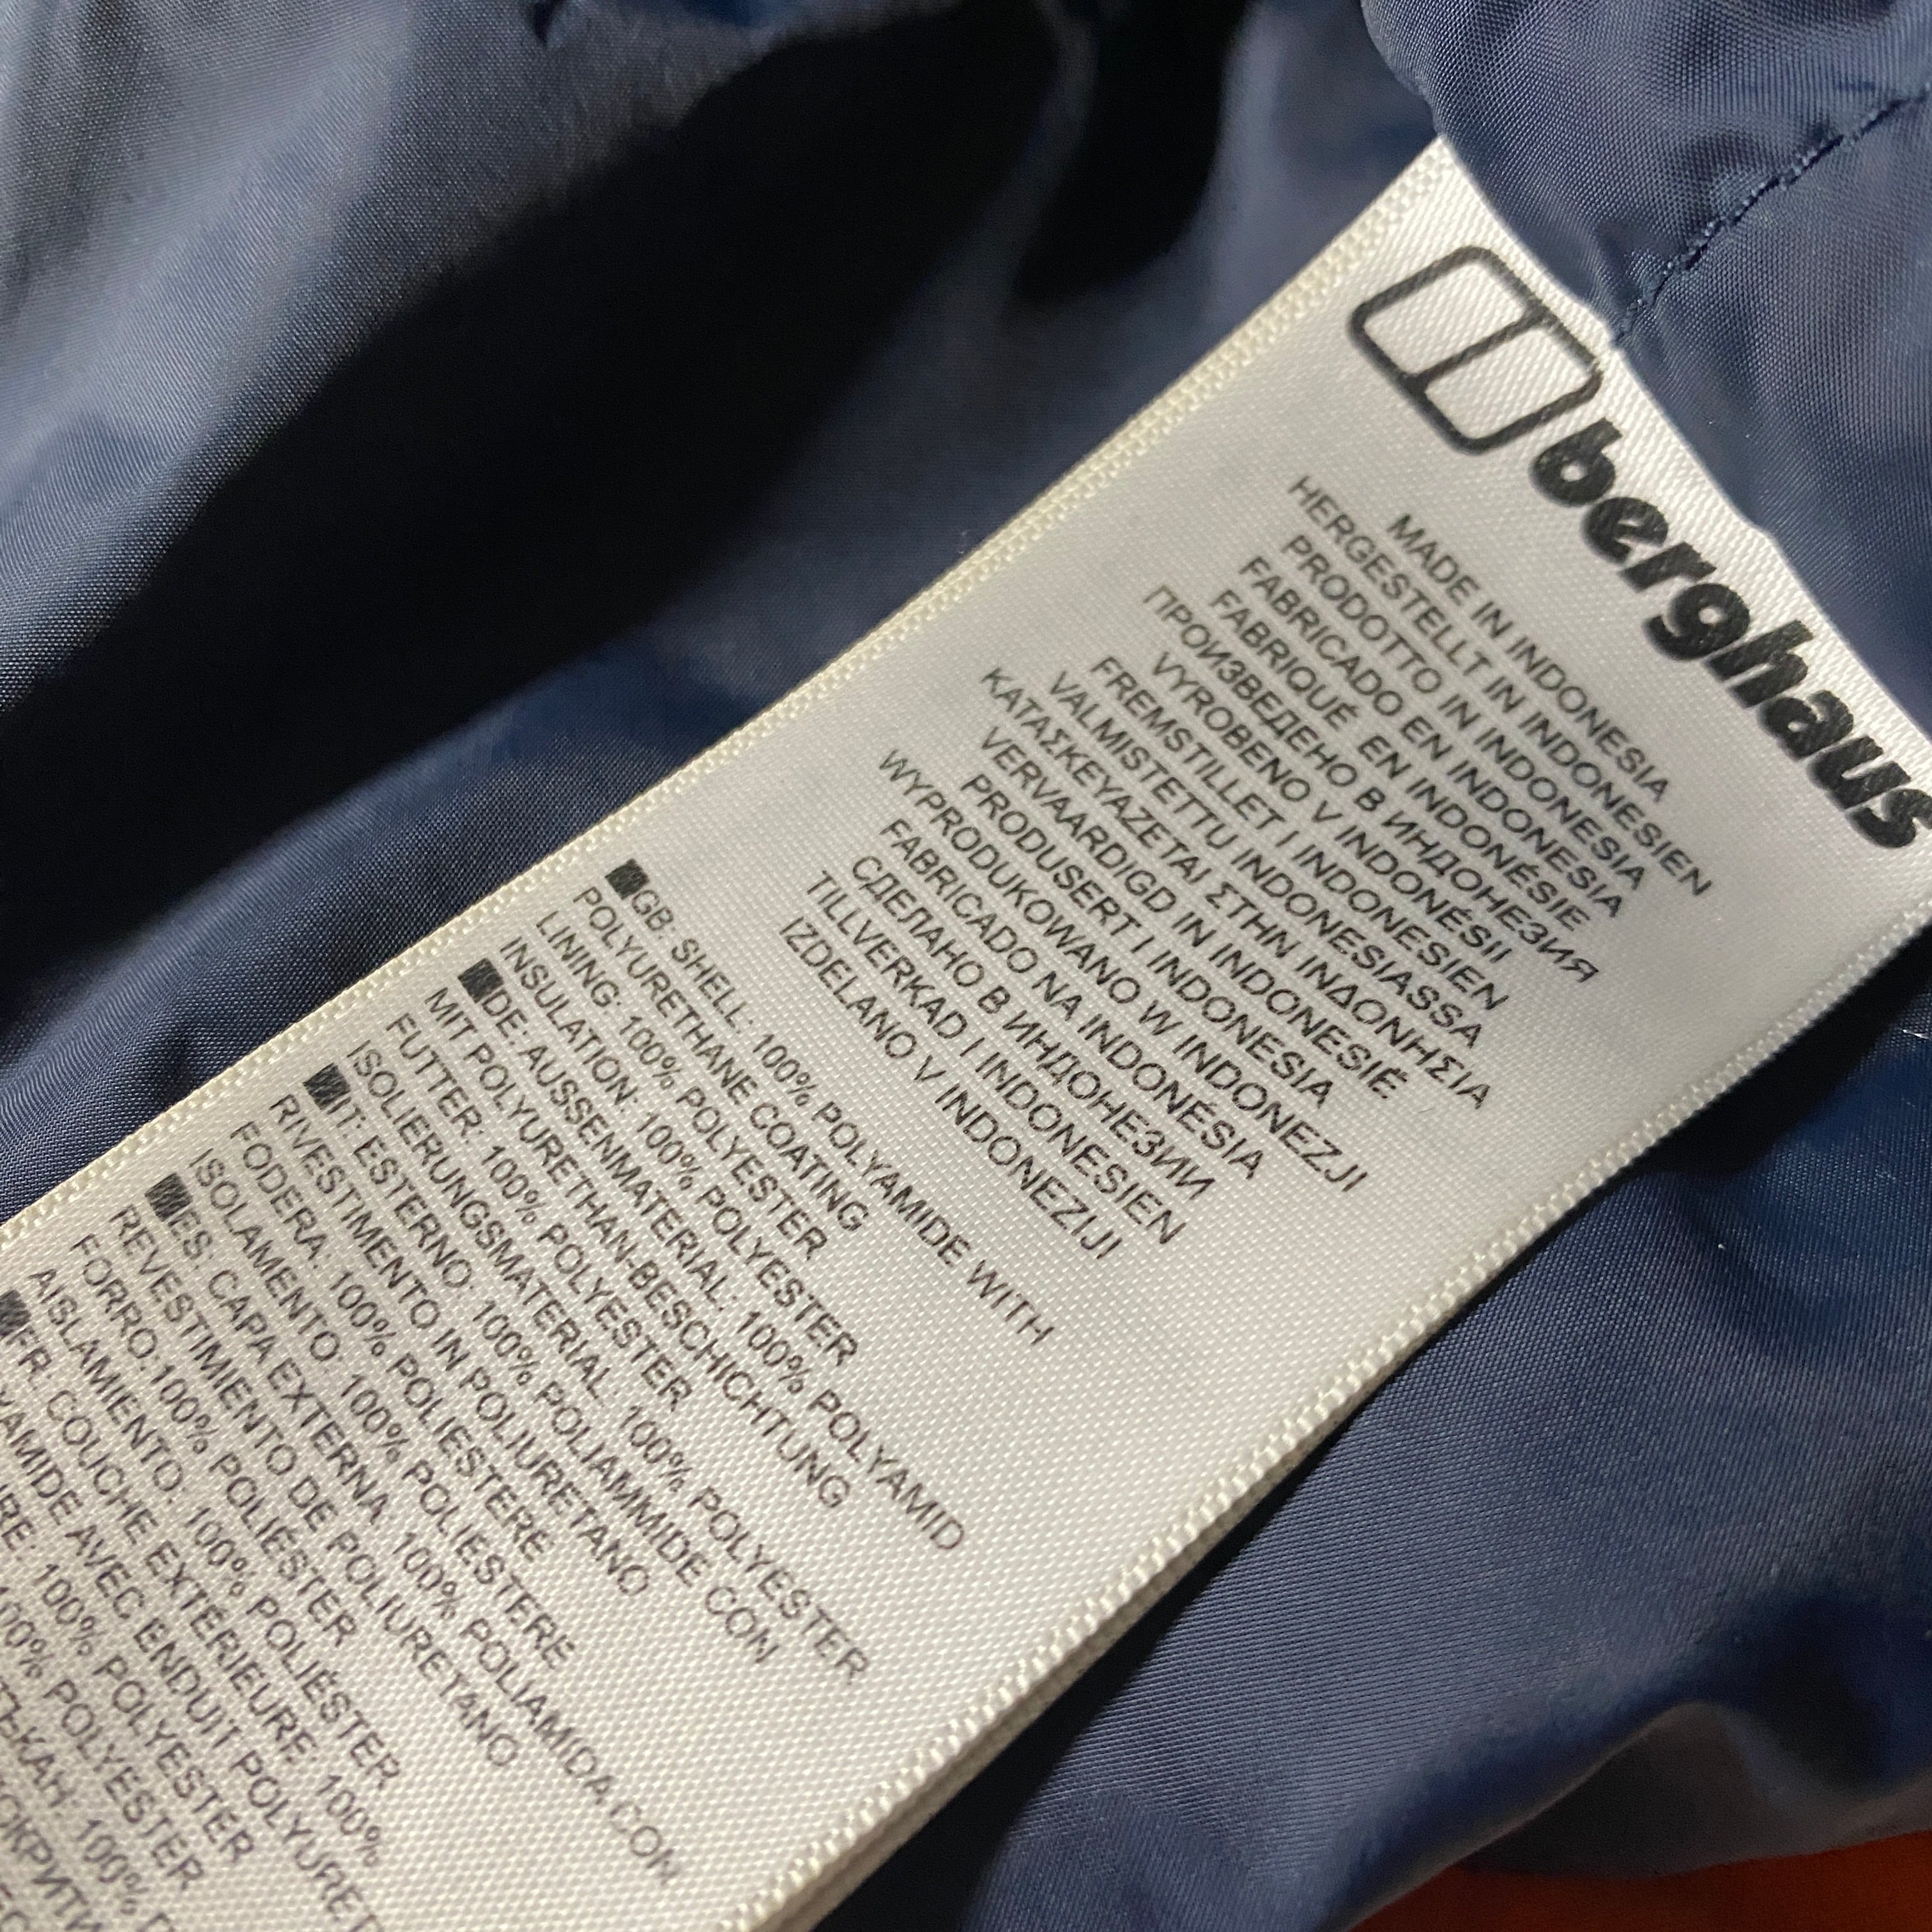 berghaus
MADE IN INDONESIA
HERGESTELLT IN INDONESIEN
PRODOTTO IN INDONESIA
FABRICADO EN INDONESIA
FABRIQUÉ EN INDONÉSIE
ПРОИЗВЕДЕНО В ИНДОНЕЗИЯ
VYROBENO V INDONÉSII
FREMSTILLET I INDONESIEN
VALMISTETTU INDONESIASSA
ΚΑΤΑΣΚΕΥΑΖΕΤΑΙ ΣΤΗΝ ΙΝΔΟΝΗΣΙΑ
VERVAARDIGD IN INDONESIË
PRODUSERT I INDONESIA
WYPRODUKOWANO W INDONEZJI
FABRICADO NA INDONÉSIA
СДЕЛАНО В ИНДОНЕЗИИ
TILLVERKAD I INDONESIEN
IZDELANO V INDONEZIJI
GB: SHELL: 100% POLYAMIDE WITH
POLYURETHANE COATING
LINING: 100% POLYESTER
INSULATION: 100% POLYESTER
DE: AUSSENMATERIAL: 100% POLYAMID
MIT POLYURETHAN-BESCHICHTUNG
FUTTER: 100% POLYESTER
ISOLIERUNGSMATERIAL: 100% POLYESTER
IT: ESTERNO: 100% POLIAMMIDE CON
RIVESTIMENTO IN POLIURETANO
FODERA: 100% POLIESTERE
ISOLAMENTO: 100% POLIESTERE
ES: CAPA EXTERNA: 100% POLIAMIDA CON
REVESTIMIENTO DE POLIURETANO
FORRO:100% POLIÉSTER
AISLAMIENTO: 100% POLIÉSTER
FR: COUCHE EXTÉRIEURE: 100%
AVEC ENDUIT
100% POLYESTER
100% POLYESTER
100%